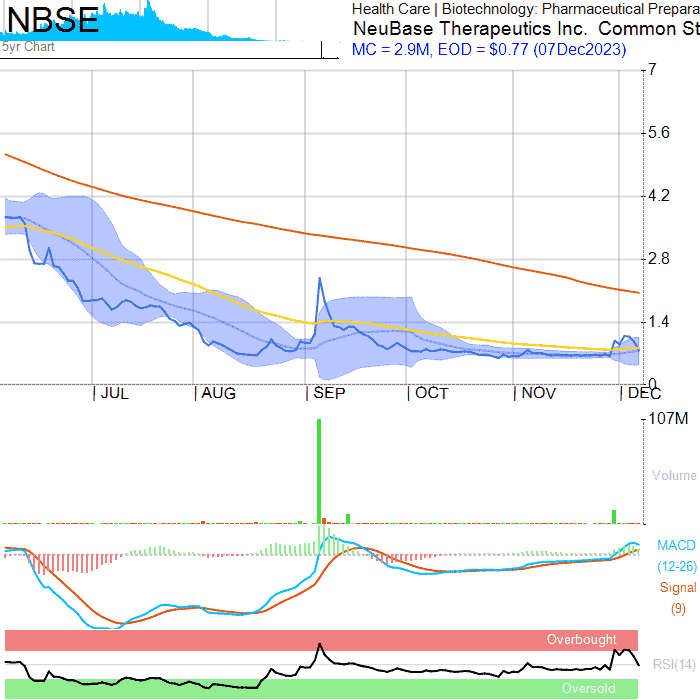 NBSE
5yr Chart
Health Care | Biotechnology: Pharmaceutical Prepara
NeuBase Therapeutics Inc. Common St
MC = 2.9M, EOD = $0.77 (07Dec2023)
7
5.6
4.2
2.8
1.4
0
JUL AUG SEP OCT NOV DEC
107M
Volume
MACD
(12-26)
Signal
(9)
Overbought
RSI(14)
Oversold